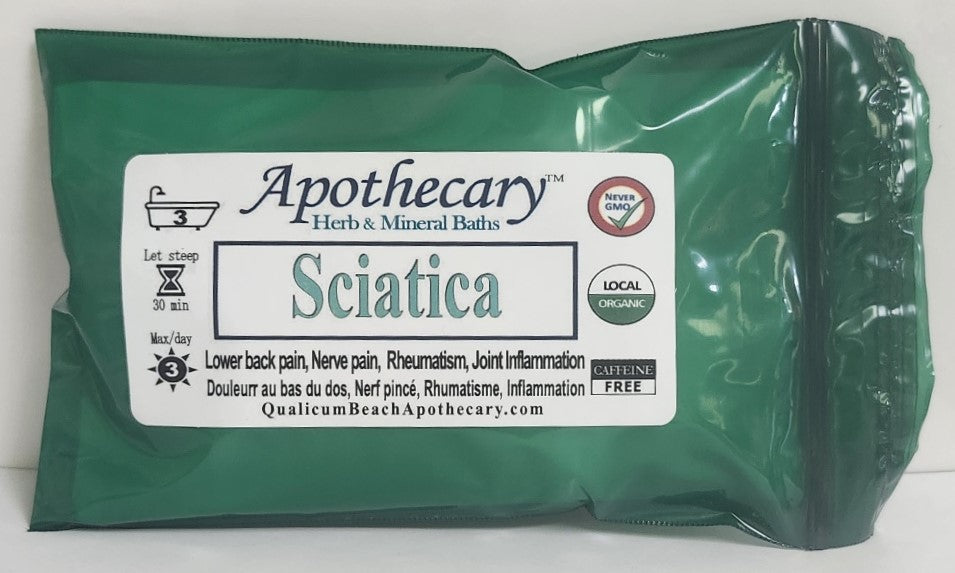 Apothecary™
Herb & Mineral Baths
3
Let steep
30 min
Max/day
3
Sciatica
NEVER
GMO
LOCAL
ORGANIC
CAFFEINE
FREE
Lower back pain, Nerve pain, Rheumatism, Joint Inflammation
Douleurr au bas du dos, Nerf pincé, Rhumatisme, Inflammation
QualicumBeachApothecary.com